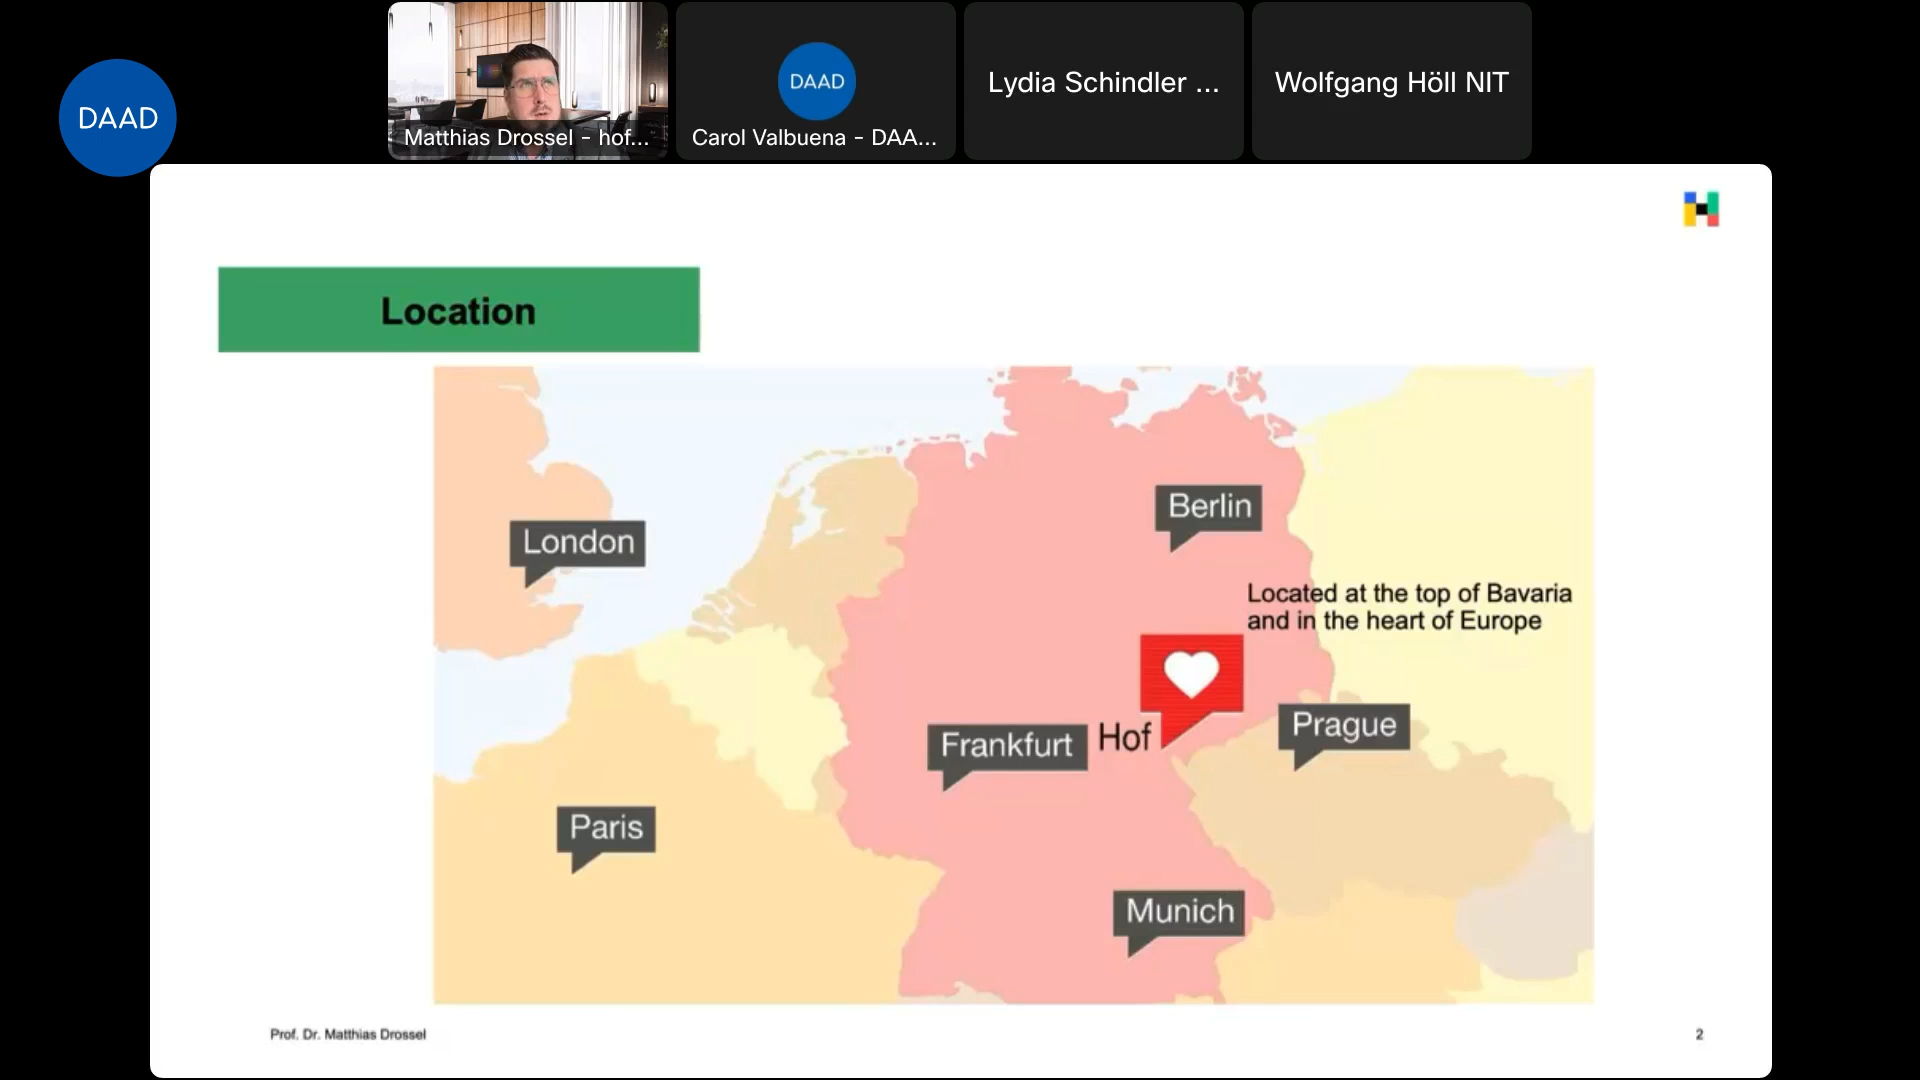 DAAD
Matthias Drossel - hof...
DAAD
Carol Valbuena - DAA...
Lydia Schindler ...
Wolfgang Höll NIT
Location
London
Berlin
Located at the top of Bavaria
and in the heart of Europe
Frankfurt
Hof
Prague
Paris
Munich
Prof. Dr. Matthias Drossel
2